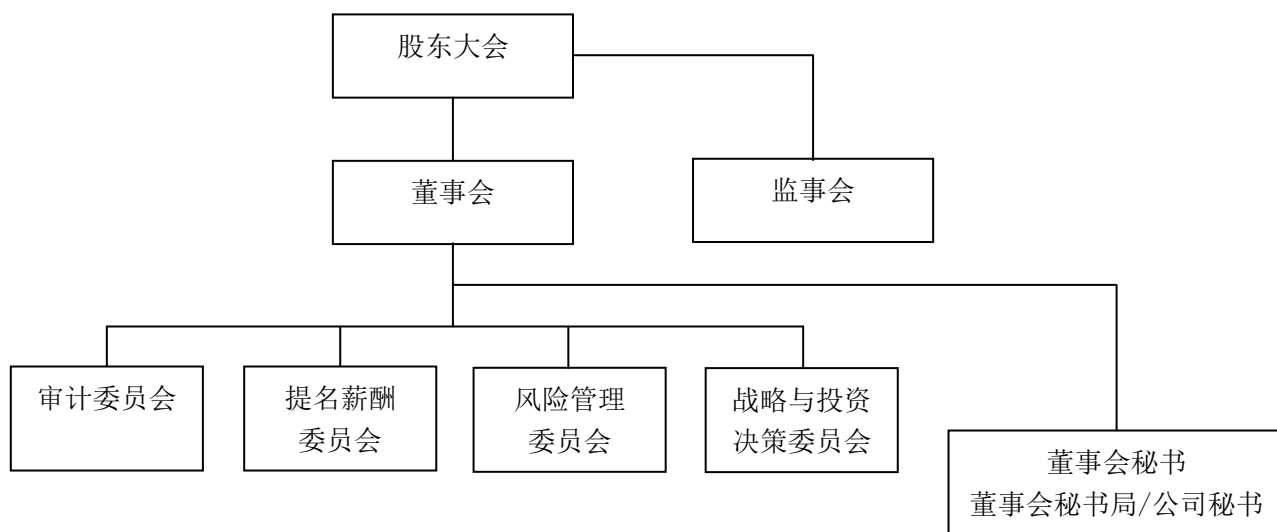 股东大会
董事会
监事会
审计委员会
提名薪酬
委员会
风险管理
委员会
战略与投资
决策委员会
董事会秘书
董事会秘书局/公司秘书